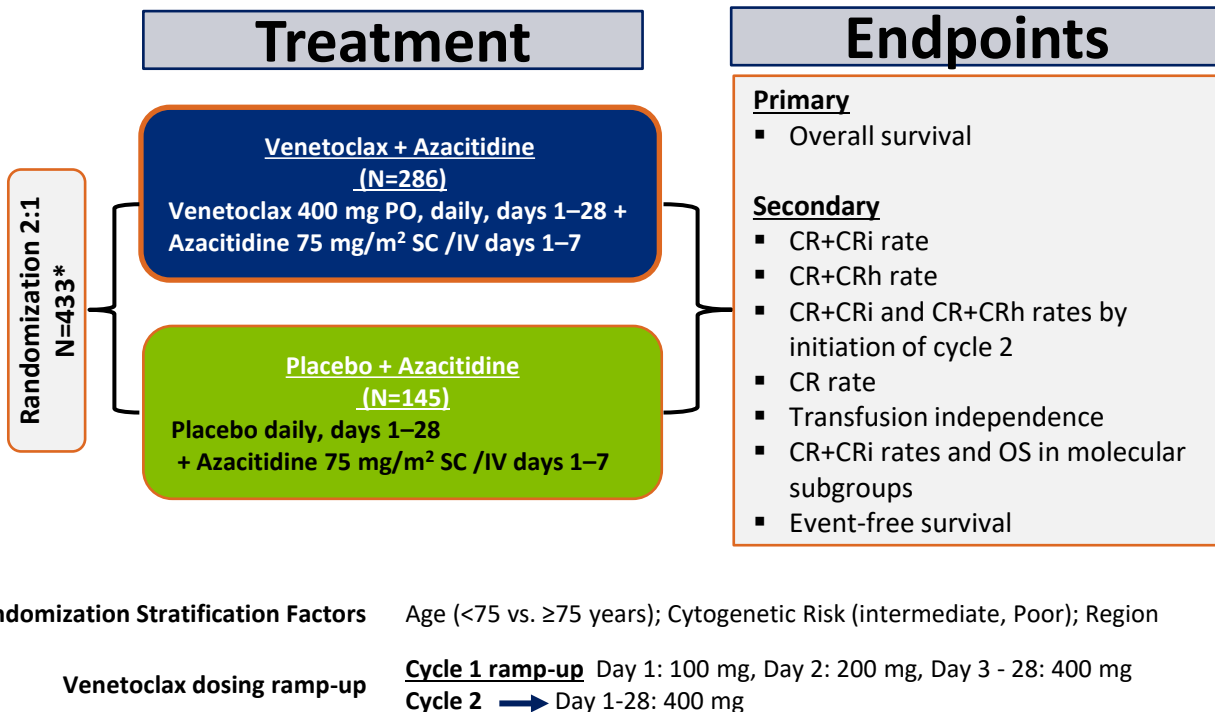 Treatment
Endpoints
Randomization 2:1
N=433*
Venetoclax + Azacitidine
(N=286)
Venetoclax 400 mg PO, daily, days 1–28 +
Azacitidine 75 mg/m² SC /IV days 1–7
Placebo + Azacitidine
(N=145)
Placebo daily, days 1–28
+ Azacitidine 75 mg/m² SC /IV days 1–7
Primary
▪ Overall survival
Secondary
▪ CR+CRi rate
▪ CR+CRh rate
▪ CR+CRi and CR+CRh rates by
initiation of cycle 2
▪ CR rate
▪ Transfusion independence
▪ CR+CRi rates and OS in molecular
subgroups
▪ Event-free survival
ndomization Stratification Factors Age (<75 vs. ≥75 years); Cytogenetic Risk (intermediate, Poor); Region
Venetoclax dosing ramp-up
Cycle 1 ramp-up Day 1: 100 mg, Day 2: 200 mg, Day 3 - 28: 400 mg
Cycle 2 → Day 1-28: 400 mg